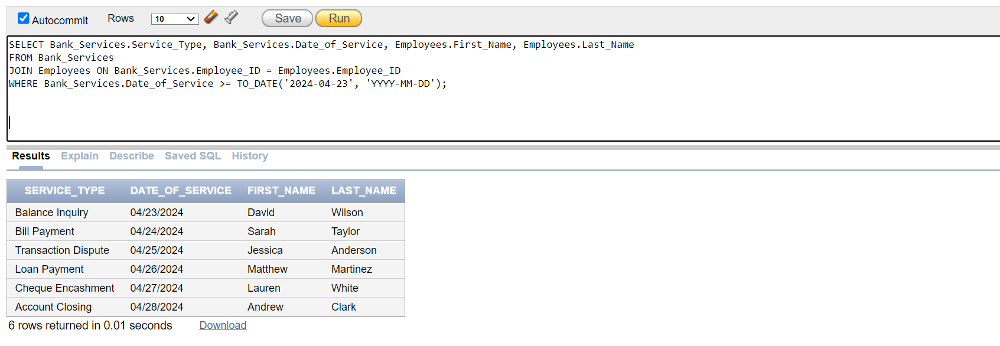 Autocommit Rows 10 Save Run
SELECT Bank_Services.Service_Type, Bank_Services.Date_of_Service, Employees.First_Name, Employees.Last_Name
FROM Bank_Services
JOIN Employees ON Bank_Services.Employee_ID = Employees.Employee_ID
WHERE Bank_Services.Date_of_Service >= TO_DATE('2024-04-23', 'YYYY-MM-DD');
Results Explain Describe Saved SQL History
SERVICE_TYPE DATE_OF_SERVICE FIRST_NAME LAST_NAME
Balance Inquiry 04/23/2024 David Wilson
Bill Payment 04/24/2024 Sarah Taylor
Transaction Dispute 04/25/2024 Jessica Anderson
Loan Payment 04/26/2024 Matthew Martinez
Cheque Encashment 04/27/2024 Lauren White
Account Closing 04/28/2024 Andrew Clark
6 rows returned in 0.01 seconds Download